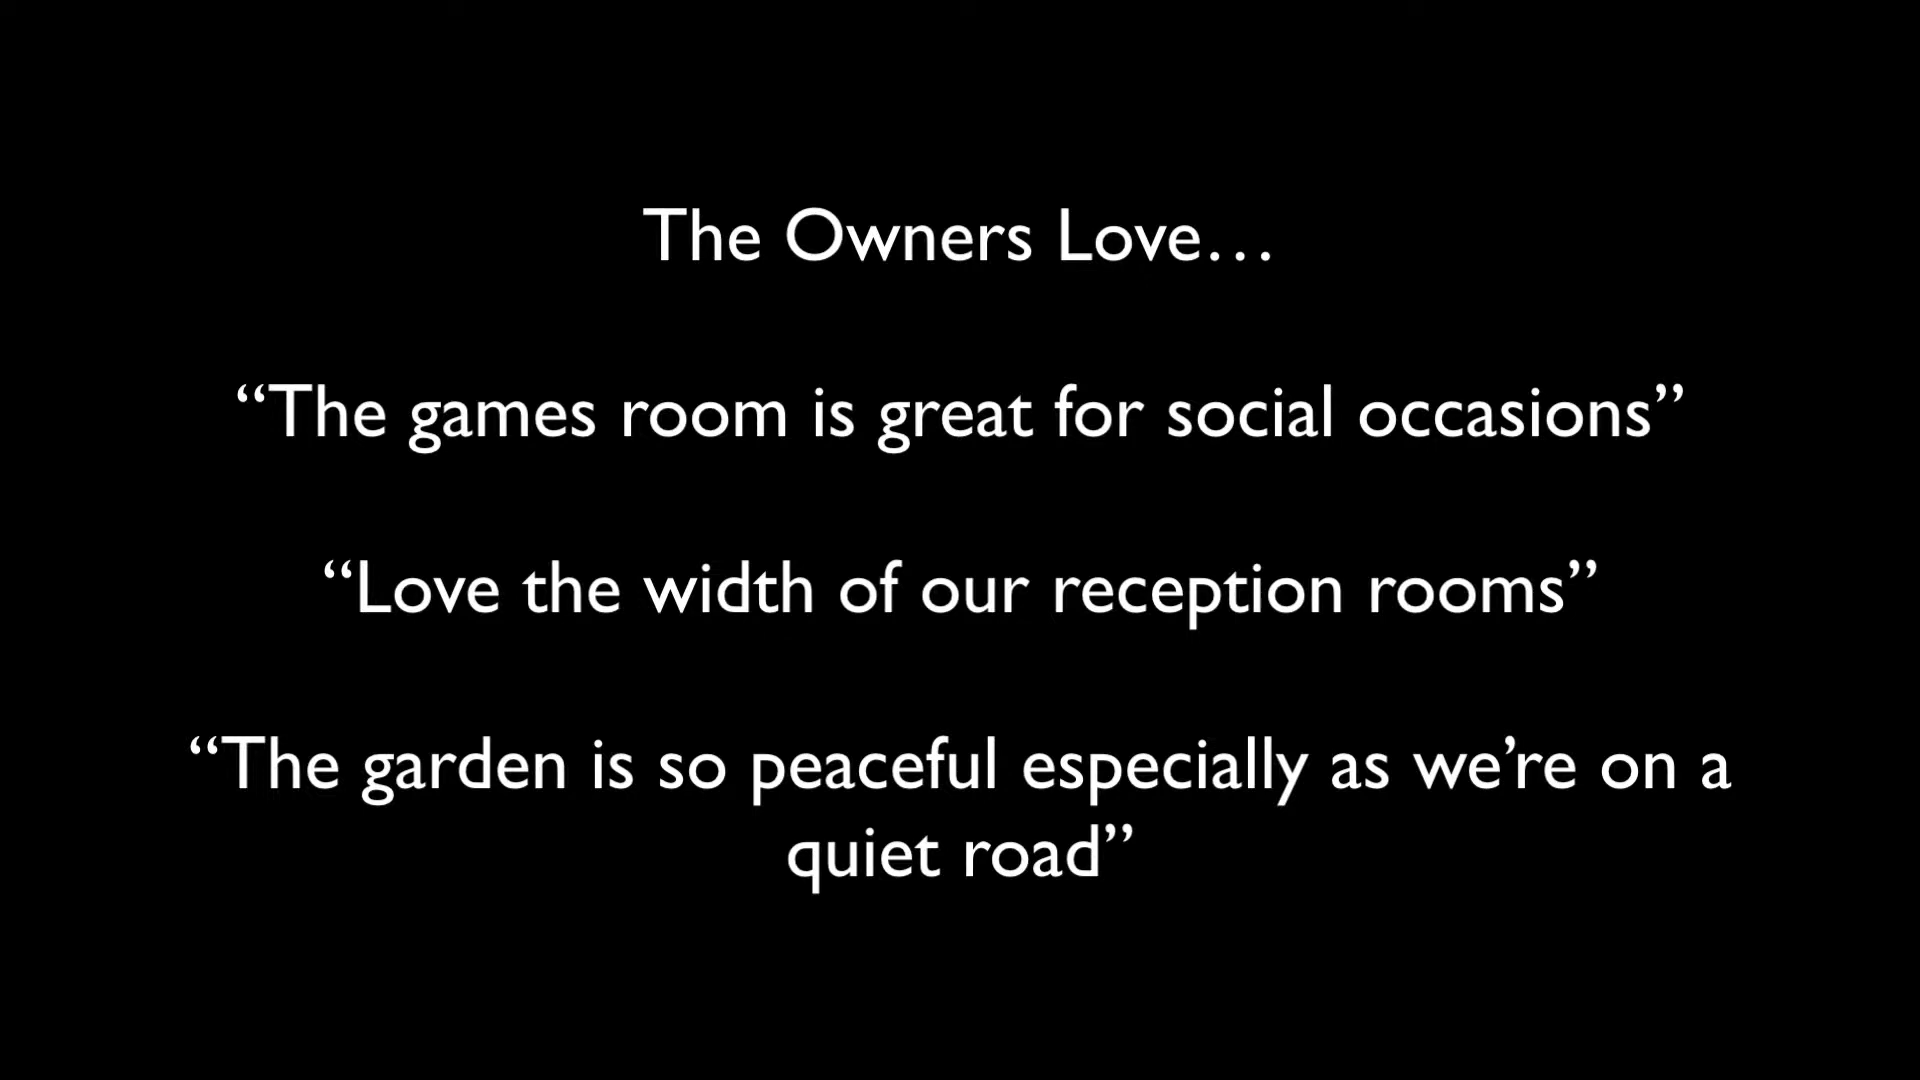 The Owners Love…
“The games room is great for social occasions”
“Love the width of our reception rooms”
“The garden is so peaceful especially as we’re on a
quiet road”